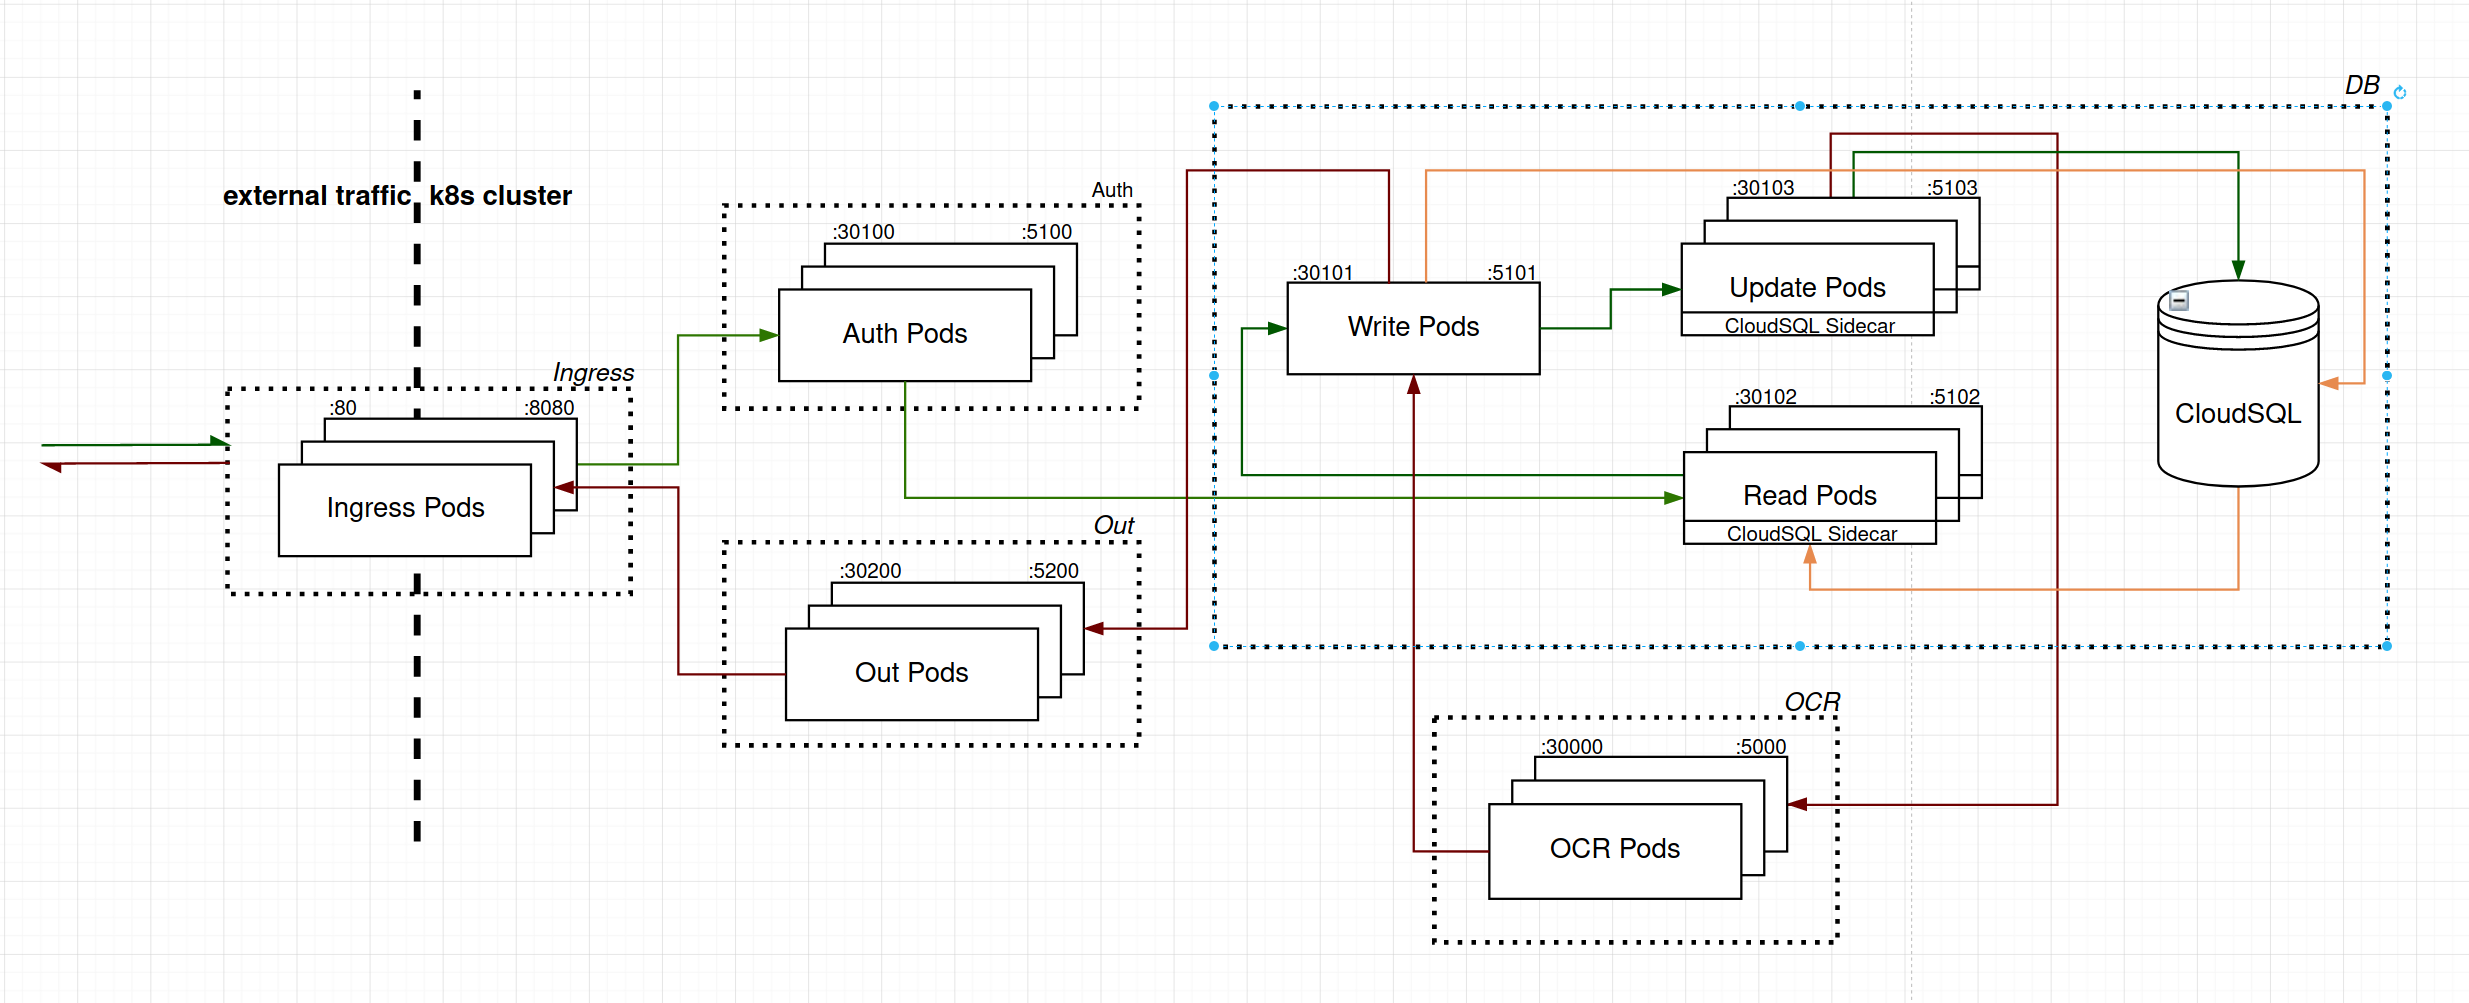 DB
external traffic k8s cluster
Auth
:30103 :5103
:30100 :5100
:30101 :5101
Update Pods
CloudSQL Sidecar
Write Pods
Auth Pods
Ingress
:80 :8080
:30102 :5102
CloudSQL
Read Pods
CloudSQL Sidecar
Ingress Pods
Out
:30200 :5200
Out Pods
OCR
:30000 :5000
OCR Pods